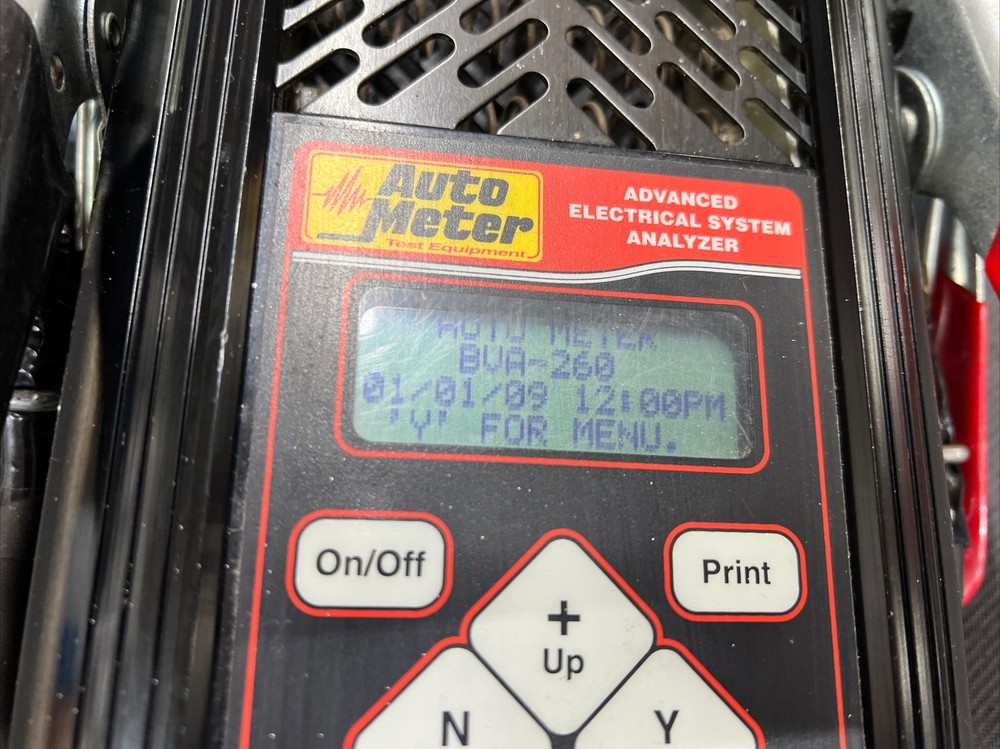 Auto
Meter
Test Equipment
ADVANCED
ELECTRICAL SYSTEM
ANALYZER
AUTO METER
BVA-260
01/01/09 12:00PM
'Y' FOR MENU.
On/Off
Print
+
Up
N
Y